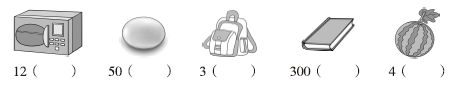 12（　　） 50（　　） 3（　　） 300（　　） 4（　　）